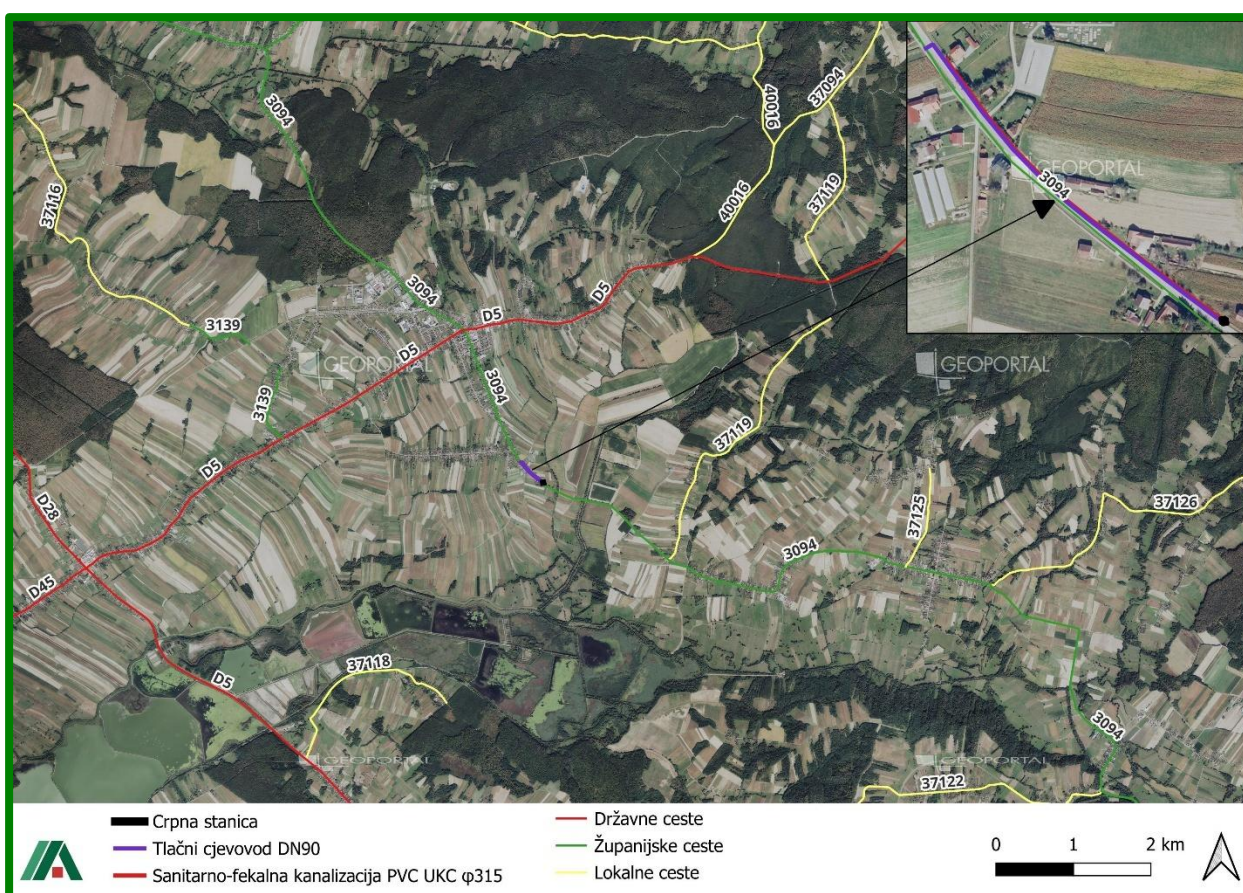 3094
40016
37094
37116
40016
37119
3094
GEOPORTAL
3094
D5
3139
D5
D5
3139
GEOPORTAL
3094
GEOPORTAL
37119
D5
D28
37125
37126
3094
D45
37118
D5
3094
GEOPORTAL
GEOPORTAL
37122
Crpna stanica
Tlačni cjevovod DN90
Sanitarno-fekalna kanalizacija PVC UKC φ315
Državne ceste
Županijske ceste
Lokalne ceste
0 1 2 km